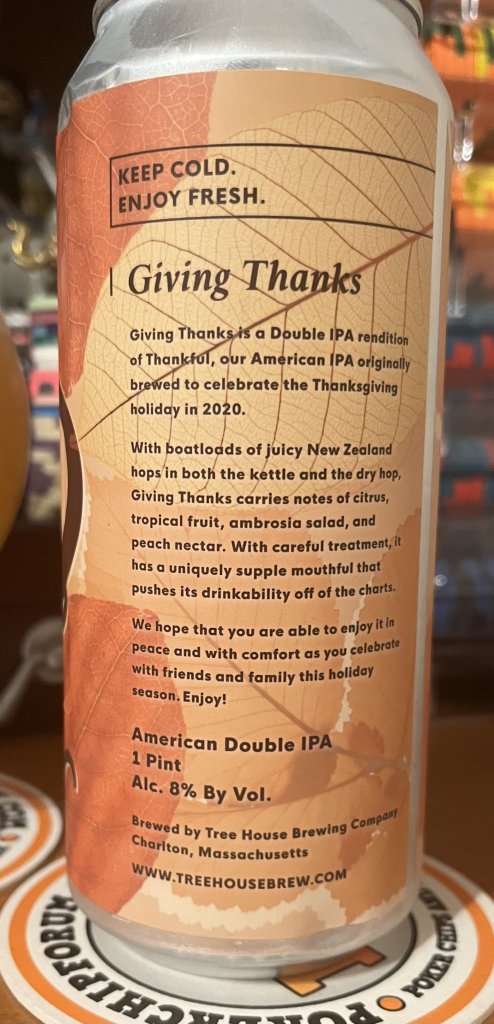 KEEP COLD.
ENJOY FRESH.
Giving Thanks
Giving Thanks is a Double IPA rendition
of Thankful, our American IPA originally
brewed to celebrate the Thanksgiving
holiday in 2020.
With boatloads of juicy New Zealand
hops in both the kettle and the dry hop,
Giving Thanks carries notes of citrus,
tropical fruit, ambrosia salad, and
peach nectar. With careful treatment, it
has a uniquely supple mouthful that
pushes its drinkability off of the charts.
We hope that you are able to enjoy it in
peace and with comfort as you celebrate
with friends and family this holiday
season. Enjoy!
American Double IPA
1 Pint
Alc. 8% By Vol.
Brewed by Tree House Brewing Company
Charlton, Massachusetts
WWW.TREEHOUSEBREW.COM
POKERCHIPFORUM
POKER CHIP